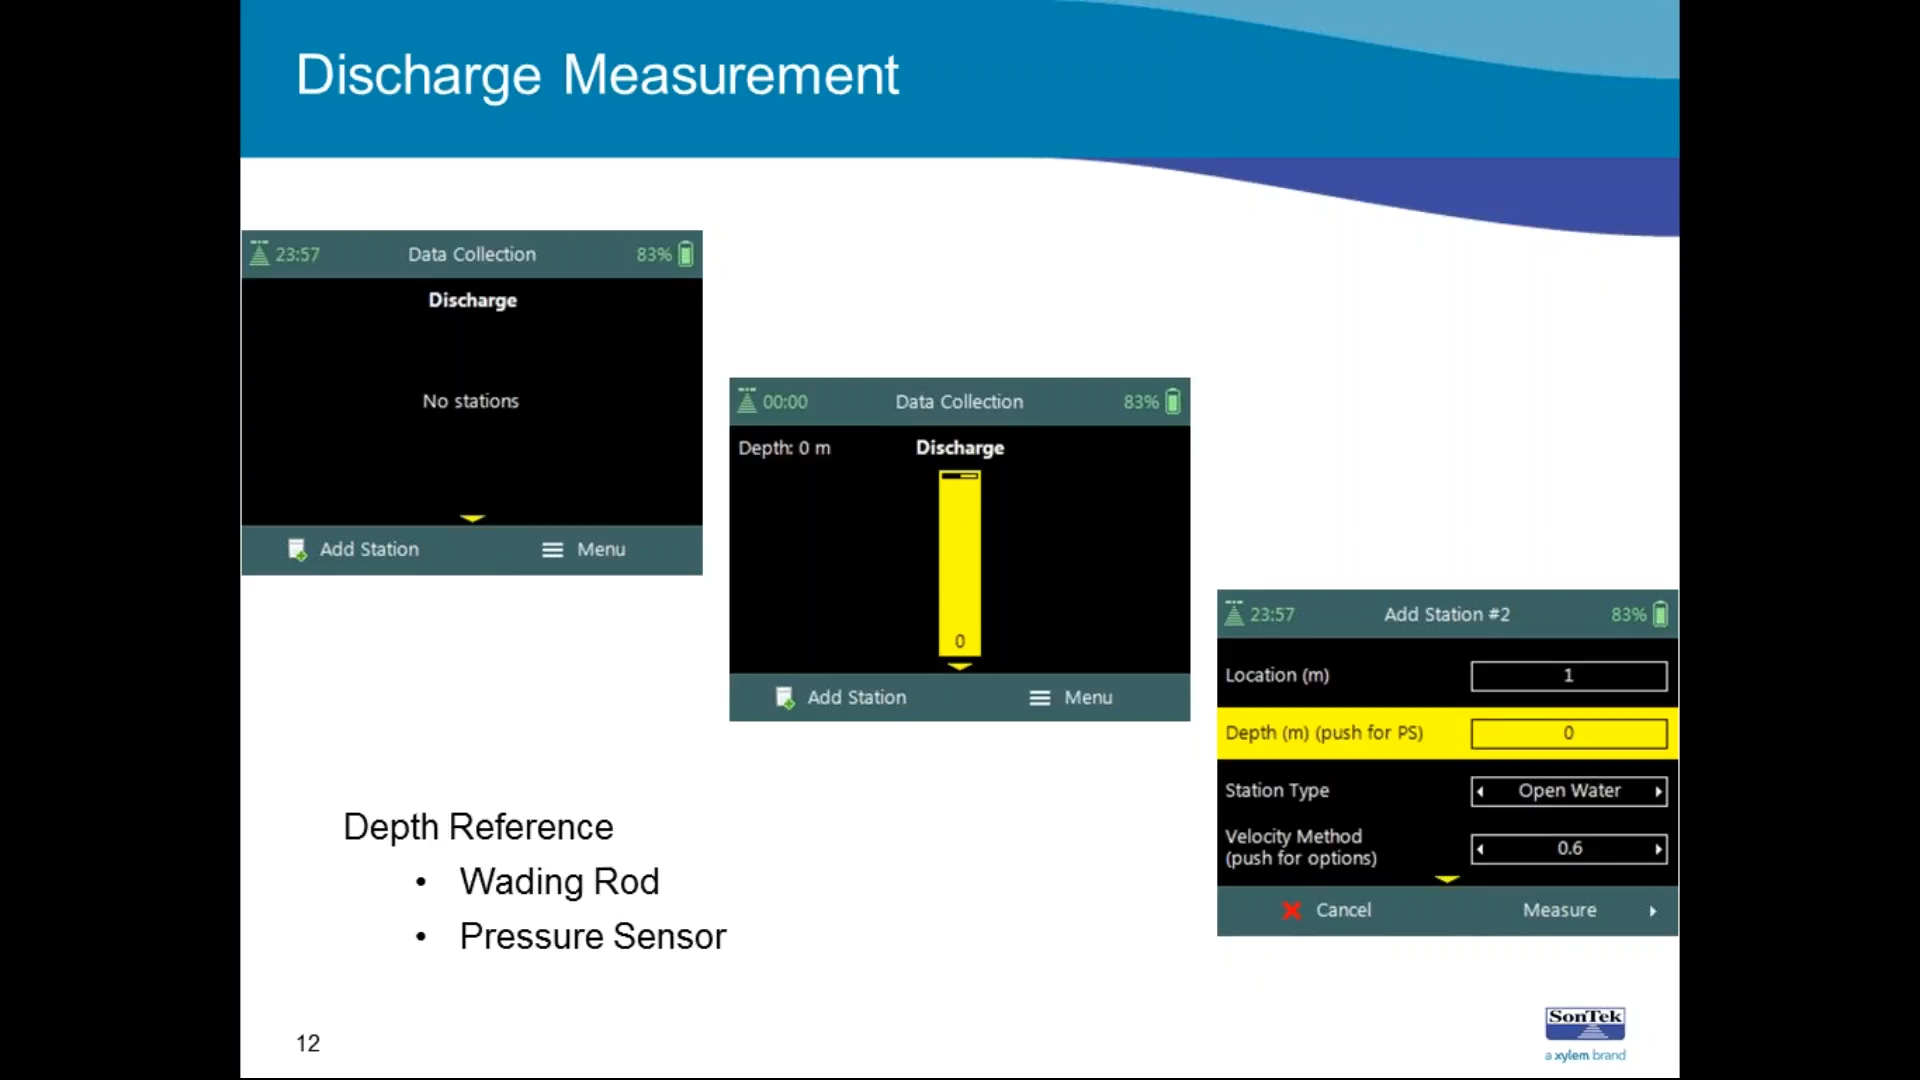 Discharge Measurement
23:57 Data Collection 83%
Discharge
No stations
Add Station Menu
00:00 Data Collection 83%
Depth: 0 m Discharge
0
Add Station Menu
23:57 Add Station #2 83%
Location (m) 1
Depth (m) (push for PS) 0
Station Type Open Water
Velocity Method
(push for options) 0.6
Cancel Measure
Depth Reference
• Wading Rod
• Pressure Sensor
12
SonTek
a xylem brand